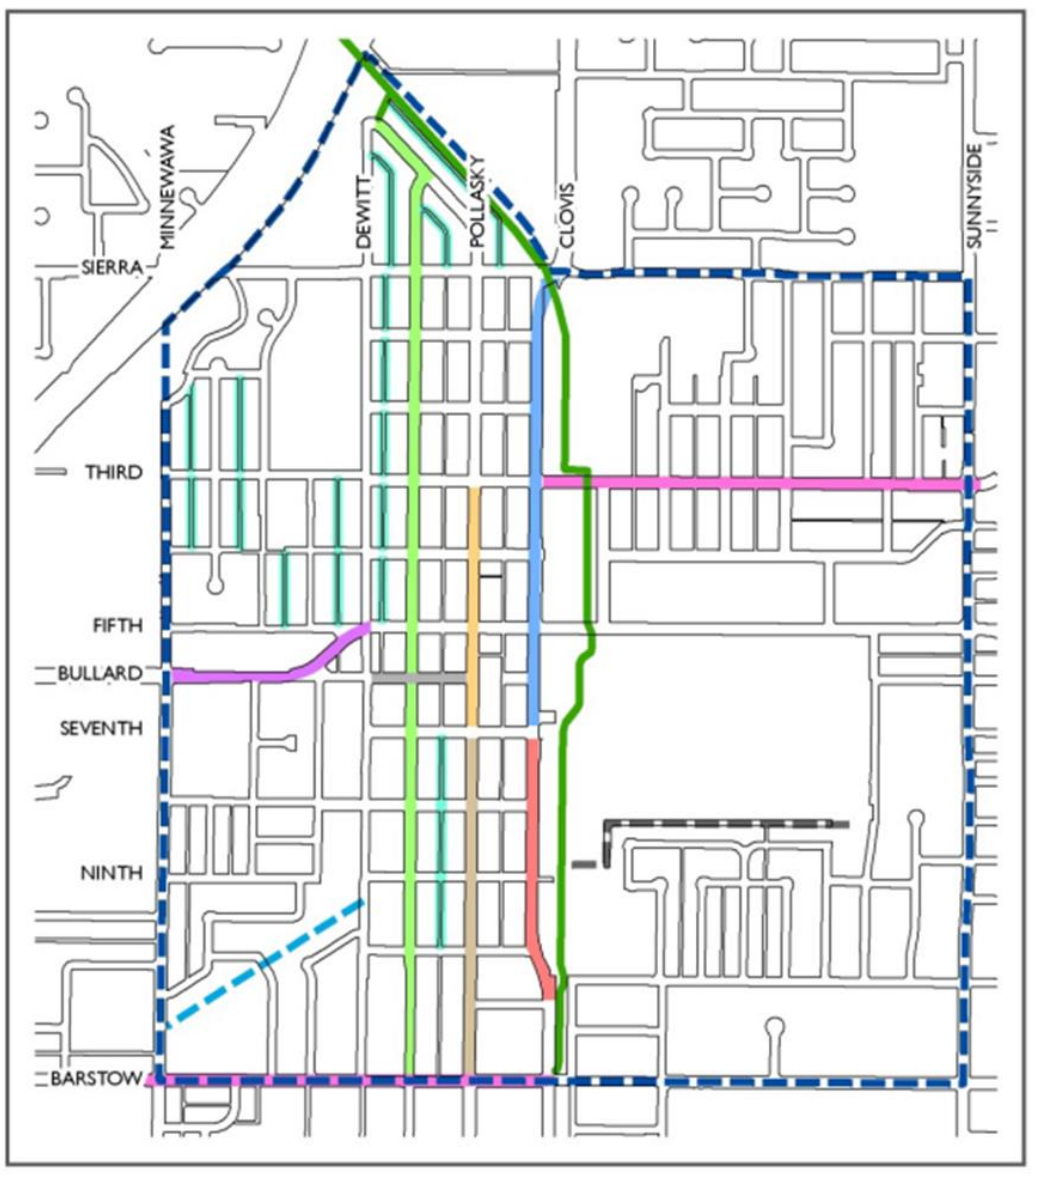 MINNEWAWA
DEWITT
POLLASKY
CLOVIS
SUNNYSIDE
SIERRA
THIRD
FIFTH
BULLARD
SEVENTH
NINTH
BARSTOW